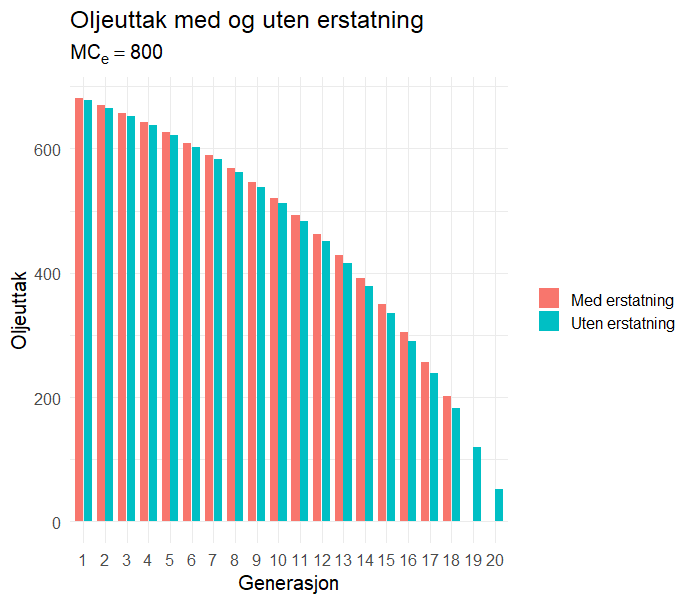 Oljeuttak med og uten erstatning
MCe = 800
600
400
200
0
Oljeuttak
1 2 3 4 5 6 7 8 9 10 11 12 13 14 15 16 17 18 19 20
Generasjon
Med erstatning
Uten erstatning